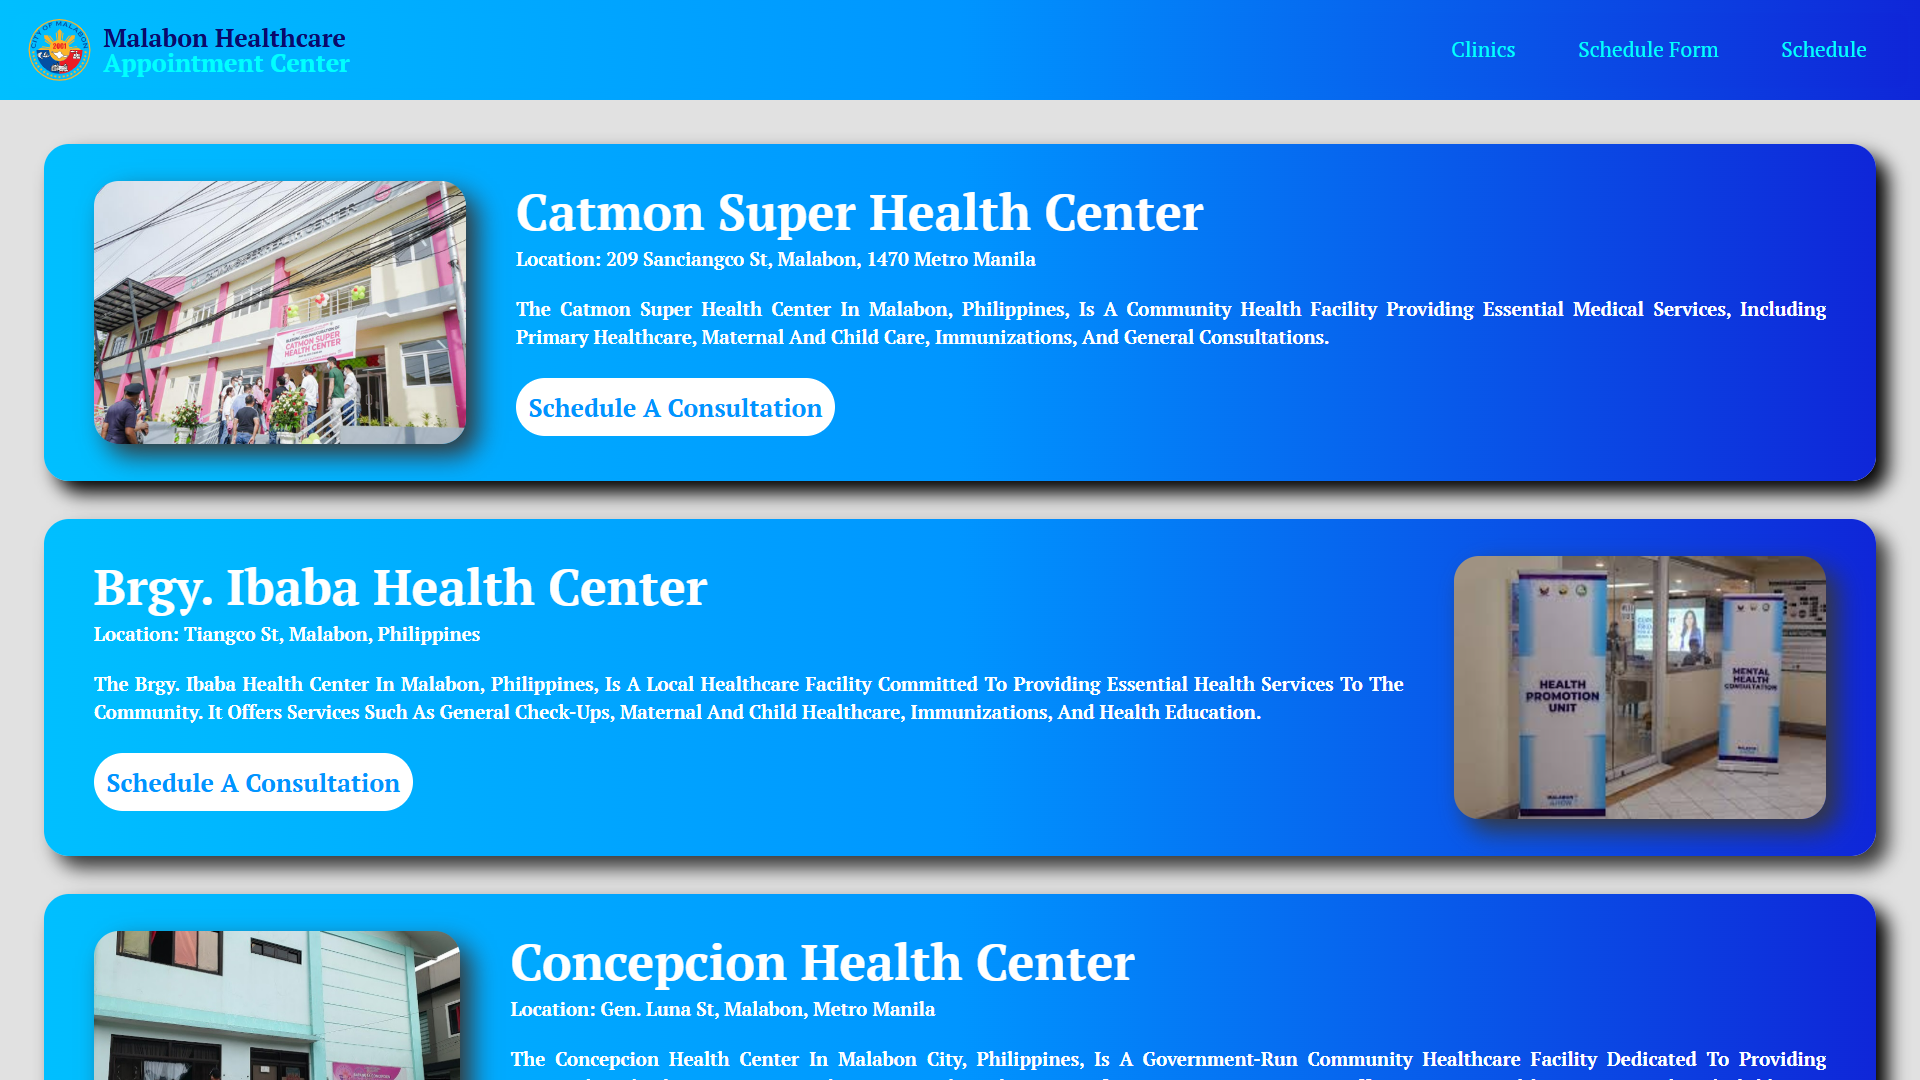 CITY OF MALABON
2001
Malabon Healthcare
Appointment Center
Clinics
Schedule Form
Schedule
CATMON SUPER
HEALTH CENTER
Catmon Super Health Center
Location: 209 Sanciangco St, Malabon, 1470 Metro Manila
The Catmon Super Health Center In Malabon, Philippines, Is A Community Health Facility Providing Essential Medical Services, Including
Primary Healthcare, Maternal And Child Care, Immunizations, And General Consultations.
Schedule A Consultation
Brgy. Ibaba Health Center
Location: Tiangco St, Malabon, Philippines
The Brgy. Ibaba Health Center In Malabon, Philippines, Is A Local Healthcare Facility Committed To Providing Essential Health Services To The
Community. It Offers Services Such As General Check-Ups, Maternal And Child Healthcare, Immunizations, And Health Education.
Schedule A Consultation
HEALTH
PROMOTION
UNIT
MENTAL
HEALTH
CONSULTATION
Concepcion Health Center
Location: Gen. Luna St, Malabon, Metro Manila
The Concepcion Health Center In Malabon City, Philippines, Is A Government-Run Community Healthcare Facility Dedicated To Providing